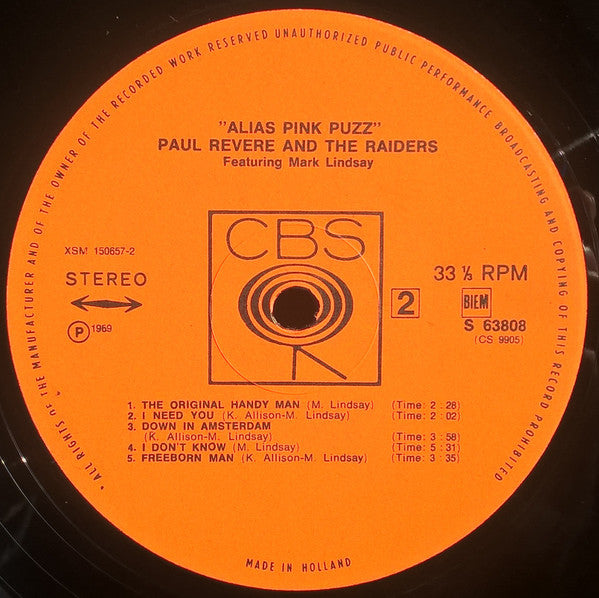 • ALL RIGHTS OF THE MANUFACTURER AND OF THE OWNER OF THE RECORDED WORK RESERVED UNAUTHORIZED PUBLIC PERFORMANCE BROADCASTING AND COPYING OF THIS RECORD PROHIBITED
"ALIAS PINK PUZZ"
PAUL REVERE AND THE RAIDERS
Featuring Mark Lindsay
CBS
XSM 150657-2
STEREO
P 1969
2
33 ⅓ RPM
BIEM
S 63808
(CS 9905)
1. THE ORIGINAL HANDY MAN (M. Lindsay) (Time: 2 : 28)
2. I NEED YOU (K. Allison-M. Lindsay) (Time: 2 : 02)
3. DOWN IN AMSTERDAM
(K. Allison-M. Lindsay) (Time: 3 : 58)
4. I DON'T KNOW (M. Lindsay) (Time: 5 : 31)
5. FREEBORN MAN (K. Allison-M. Lindsay) (Time: 3 : 35)
MADE IN HOLLAND